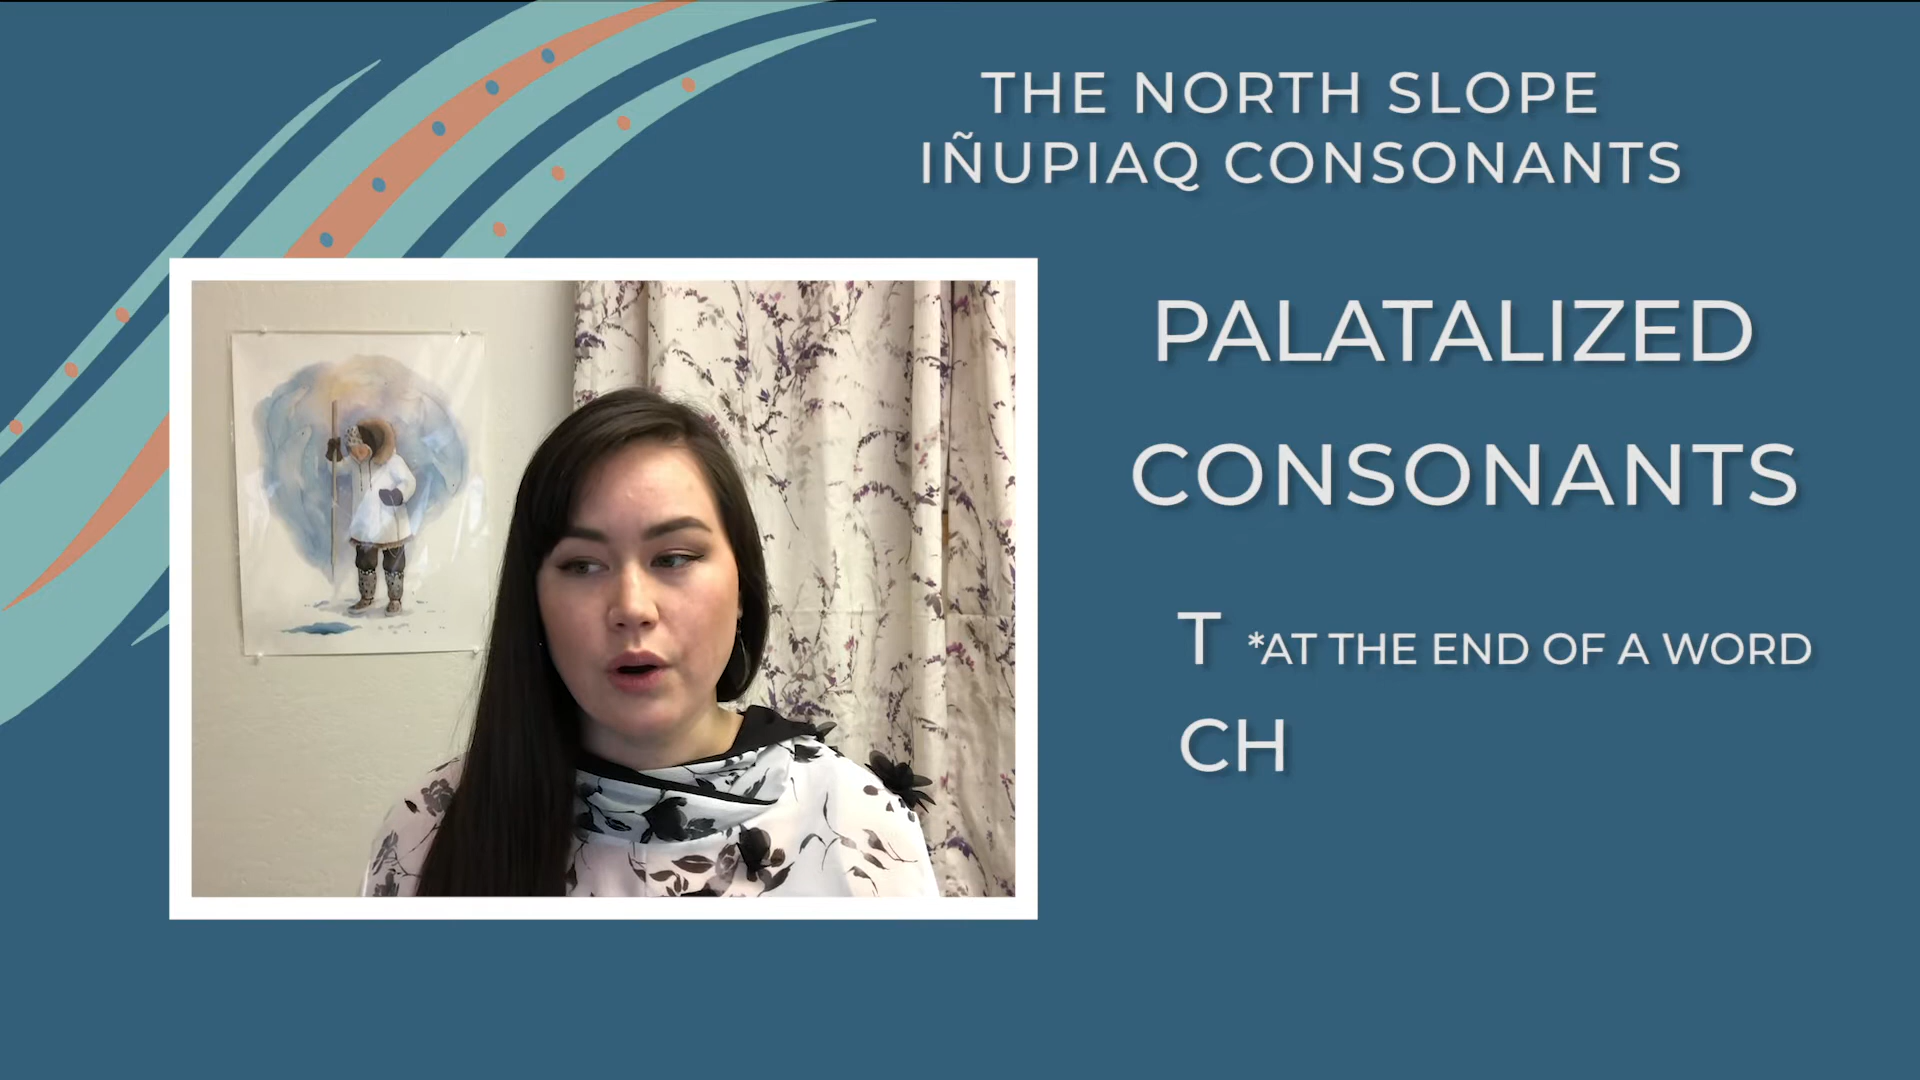 THE NORTH SLOPE
IÑUPIAQ CONSONANTS
PALATALIZED
CONSONANTS
T *AT THE END OF A WORD
CH